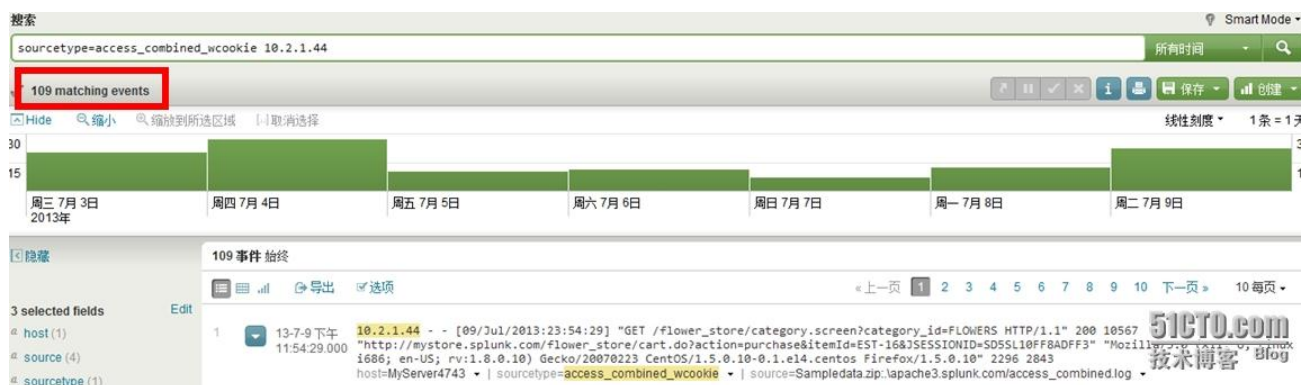 搜索
Smart Mode
sourcetype=access_combined_wcookie 10.2.1.44
所有时间
109 matching events
保存
创建
Hide 缩小 缩放到所选区域 取消选择
线性刻度 1条 = 1天
30
15
周三 7月 3日 周四 7月 4日 周五 7月 5日 周六 7月 6日 周日 7月 7日 周一 7月 8日 周二 7月 9日
2013年
隐藏
109 事件 始终
导出 选项
«上一页 1 2 3 4 5 6 7 8 9 10 下一页» 10 每页
3 selected fields Edit
a host (1)
a source (4)
a sourcetype (1)
1 13-7-9 下午 11:54:29.000
10.2.1.44 - - [09/Jul/2013:23:54:29] "GET /flower_store/category.screen?category_id=FLOWERS HTTP/1.1" 200 10567
"http://mystore.splunk.com/flower_store/cart.do?action=purchase&itemId=EST-16&JSESSIONID=SD5SL10FF8ADFF3" "Mozilla/5.0
i686; en-US; rv:1.8.0.10) Gecko/20070223 CentOS/1.5.0.10-0.1.el4.centos Firefox/1.5.0.10" 2296 2843
host=MyServer4743 | sourcetype=access_combined_wcookie | source=Sampledata.zip:.\apache3.splunk.com/access_combined.log
51CTO.com
技术博客 Blog